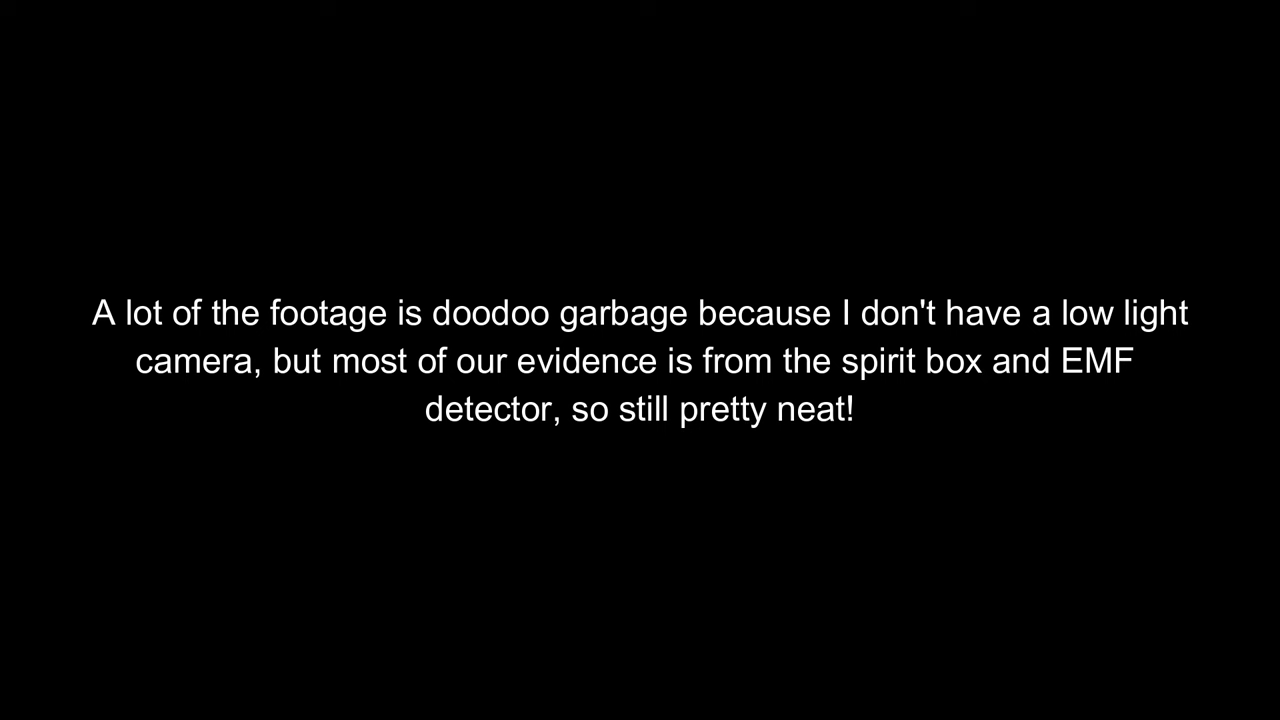 A lot of the footage is doodoo garbage because I don't have a low light
camera, but most of our evidence is from the spirit box and EMF
detector, so still pretty neat!